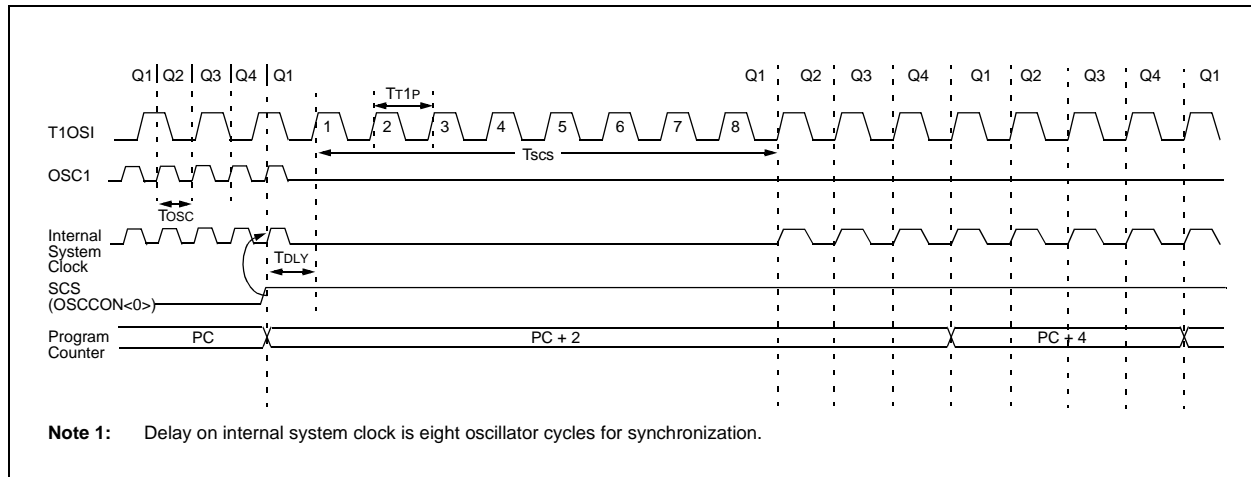 Q1 Q2 Q3 Q4 Q1 Q1 Q2 Q3 Q4 Q1 Q2 Q3 Q4 Q1
TT1P
T1OSI 1 2 3 4 5 6 7 8
TSCS
OSC1
TOSC
Internal
System
Clock
TDLY
SCS
(OSCCON<0>)
Program
Counter
PC PC + 2 PC + 4
Note 1: Delay on internal system clock is eight oscillator cycles for synchronization.